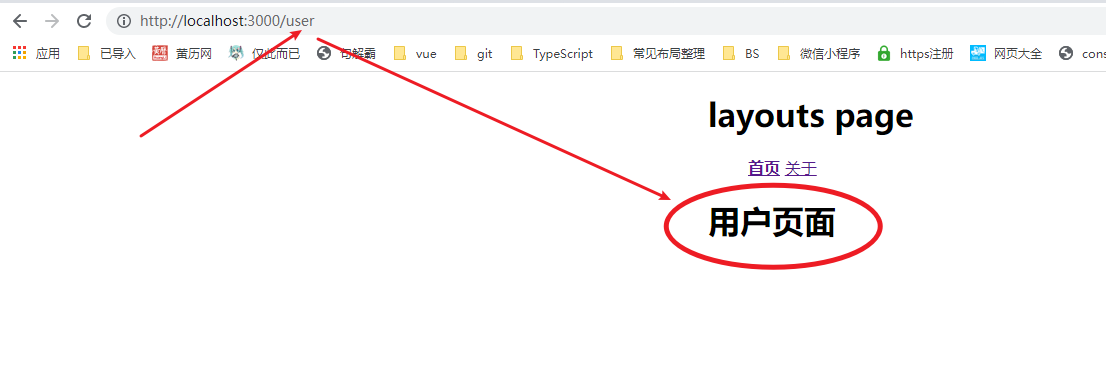 http://localhost:3000/user
应用 已导入 黄历网 仅此而已 句解霸 vue git TypeScript 常见布局整理 BS 微信小程序 https注册 网页大全 cons
layouts page
首页 关于
用户页面